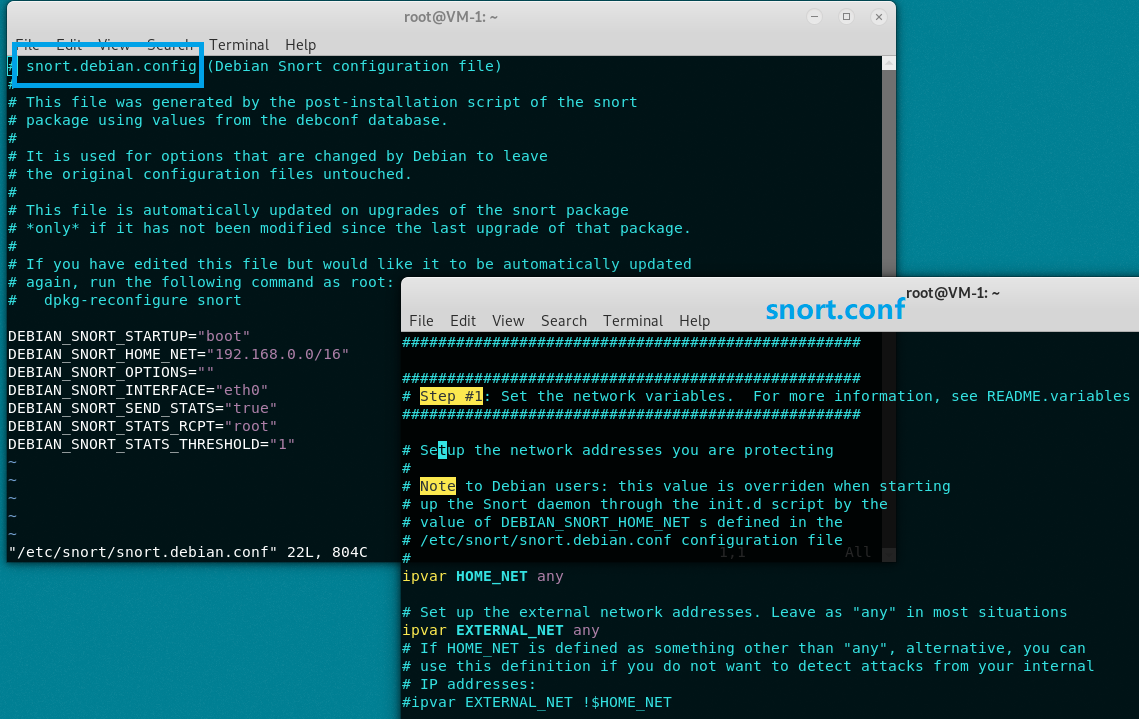 root@VM-1: ~
File Edit View Search Terminal Help
# snort.debian.config (Debian Snort configuration file)
#
# This file was generated by the post-installation script of the snort
# package using values from the debconf database.
#
# It is used for options that are changed by Debian to leave
# the original configuration files untouched.
#
# This file is automatically updated on upgrades of the snort package
# *only* if it has not been modified since the last upgrade of that package.
#
# If you have edited this file but would like it to be automatically updated
# again, run the following command as root:
#   dpkg-reconfigure snort
DEBIAN_SNORT_STARTUP="boot"
DEBIAN_SNORT_HOME_NET="192.168.0.0/16"
DEBIAN_SNORT_OPTIONS=""
DEBIAN_SNORT_INTERFACE="eth0"
DEBIAN_SNORT_SEND_STATS="true"
DEBIAN_SNORT_STATS_RCPT="root"
DEBIAN_SNORT_STATS_THRESHOLD="1"
~
~
~
~
~
"/etc/snort/snort.debian.conf" 22L, 804C 1,1 All
root@VM-1: ~
snort.conf
File Edit View Search Terminal Help
###################################################
###################################################
# Step #1: Set the network variables.  For more information, see README.variables
###################################################
# Setup the network addresses you are protecting
#
# Note to Debian users: this value is overriden when starting
# up the Snort daemon through the init.d script by the
# value of DEBIAN_SNORT_HOME_NET s defined in the
# /etc/snort/snort.debian.conf configuration file
#
ipvar HOME_NET any
# Set up the external network addresses. Leave as "any" in most situations
ipvar EXTERNAL_NET any
# If HOME_NET is defined as something other than "any", alternative, you can
# use this definition if you do not want to detect attacks from your internal
# IP addresses:
#ipvar EXTERNAL_NET !$HOME_NET